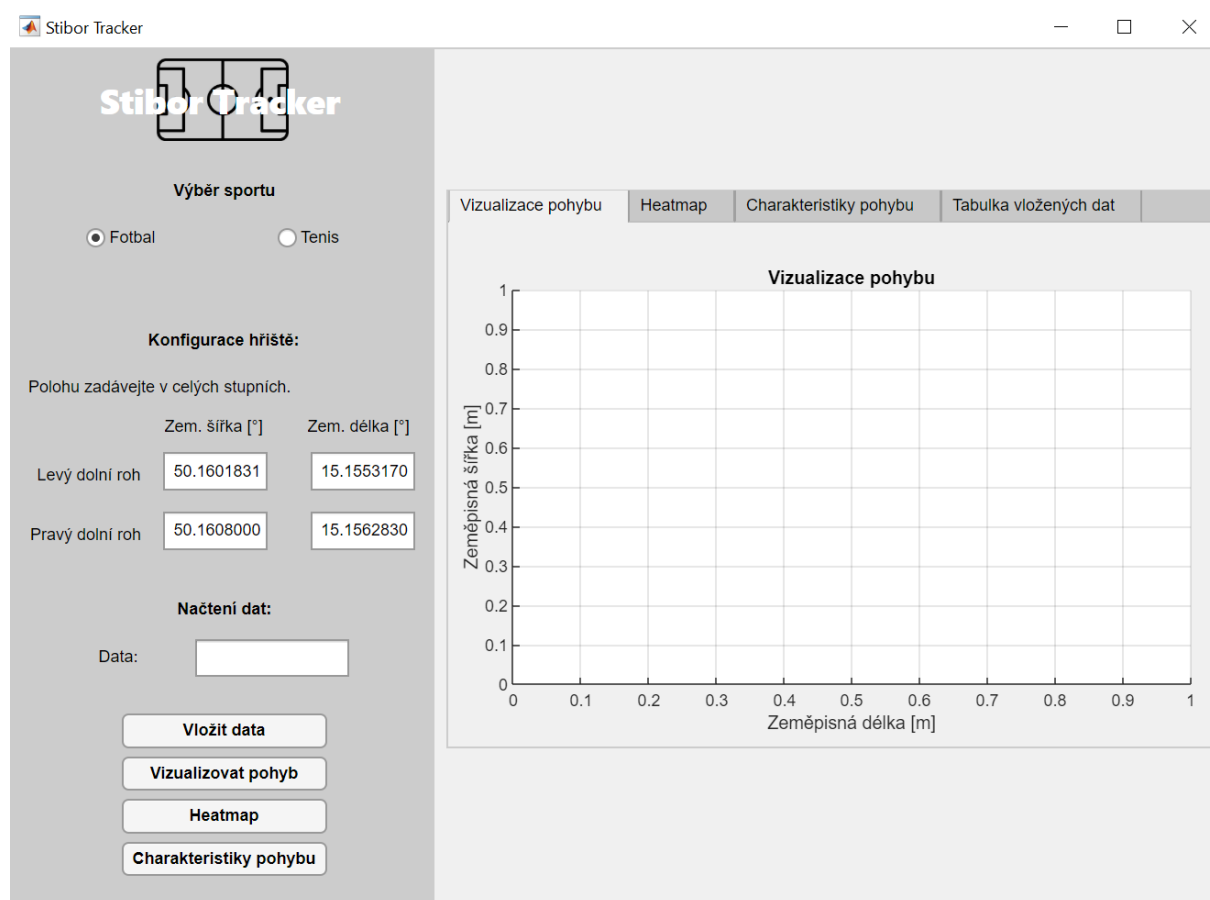 Stibor Tracker
Stibor Tracker
Výběr sportu
Fotbal Tenis
Konfigurace hřiště:
Polohu zadávejte v celých stupních.
Zem. šířka [°] Zem. délka [°]
Levý dolní roh 50.1601831 15.1553170
Pravý dolní roh 50.1608000 15.1562830
Načtení dat:
Data:
Vložit data
Vizualizovat pohyb
Heatmap
Charakteristiky pohybu
Vizualizace pohybu Heatmap Charakteristiky pohybu Tabulka vložených dat
Vizualizace pohybu
Zeměpisná šířka [m]
1
0.9
0.8
0.7
0.6
0.5
0.4
0.3
0.2
0.1
0
0 0.1 0.2 0.3 0.4 0.5 0.6 0.7 0.8 0.9 1
Zeměpisná délka [m]